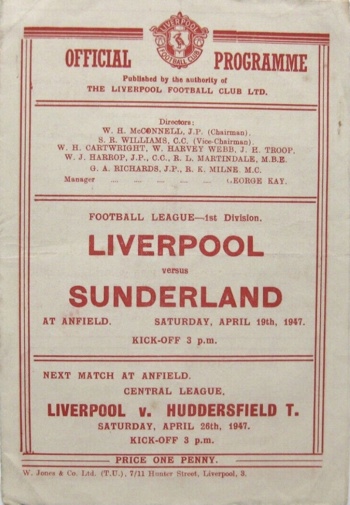 LIVERPOOL
FOOTBALL CLUB
OFFICIAL PROGRAMME
Published by the authority of
THE LIVERPOOL FOOTBALL CLUB LTD.
Directors:
W. H. McCONNELL, J.P. (Chairman).
S. R. WILLIAMS, C.C. (Vice-Chairman).
W. H. CARTWRIGHT, W. HARVEY WEBB, J. H. TROOP,
W. J. HARROP, J.P., C.C., R. L. MARTINDALE, M.B.E.
G. A. RICHARDS, J.P., R. K. MILNE, M.C.
Manager .... .... .... .... GEORGE KAY.
FOOTBALL LEAGUE—1st Division.
LIVERPOOL
versus
SUNDERLAND
AT ANFIELD. SATURDAY, APRIL 19th, 1947.
KICK-OFF 3 p.m.
NEXT MATCH AT ANFIELD.
CENTRAL LEAGUE,
LIVERPOOL v. HUDDERSFIELD T.
SATURDAY, APRIL 26th, 1947.
KICK-OFF 3 p.m.
PRICE ONE PENNY.
W. Jones & Co. Ltd. (T.U.), 7/11 Hunter Street, Liverpool, 3.